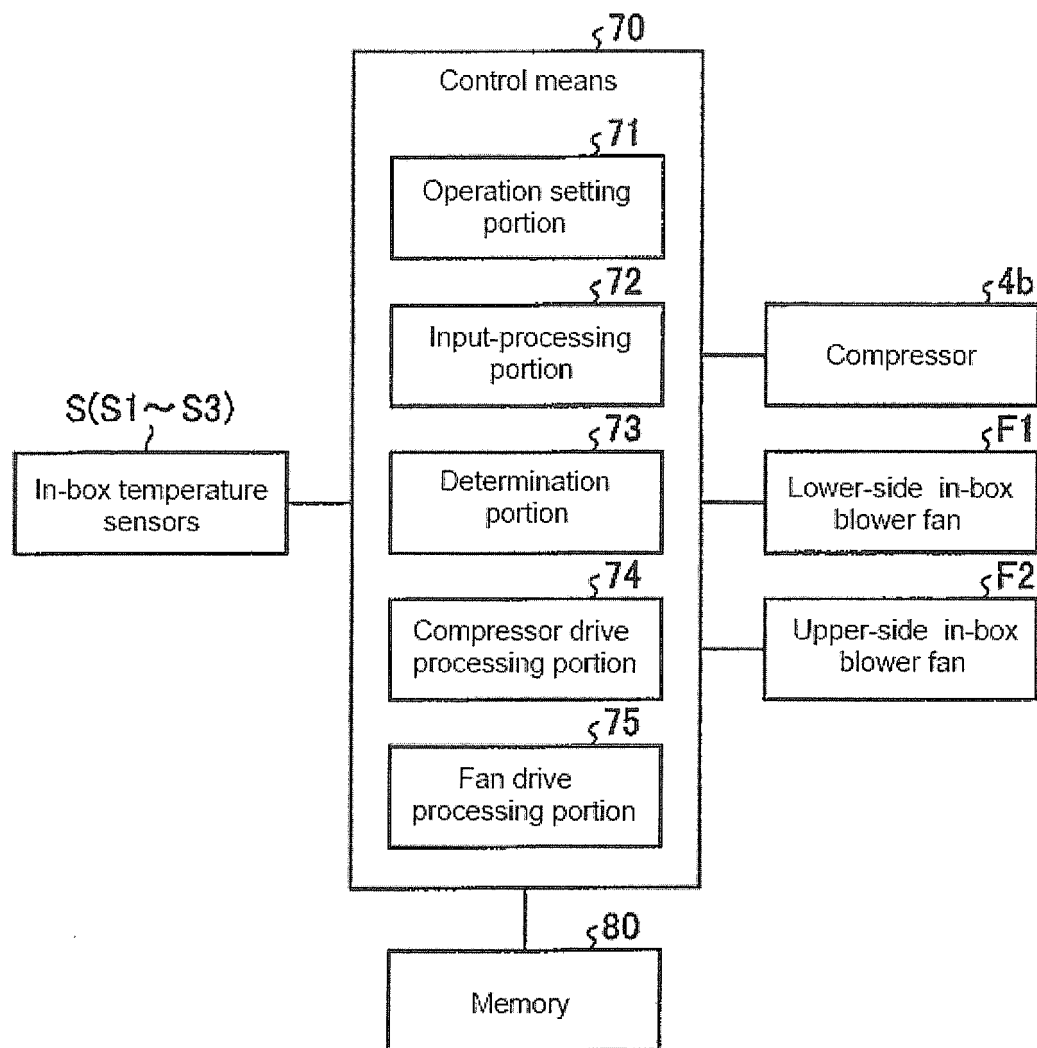 70
Control means
71
Operation setting
portion
72
Input-processing
portion
4b
Compressor
S(S1~S3)
In-box temperature
sensors
73
Determination
portion
F1
Lower-side in-box
blower fan
74
Compressor drive
processing portion
F2
Upper-side in-box
blower fan
75
Fan drive
processing portion
80
Memory